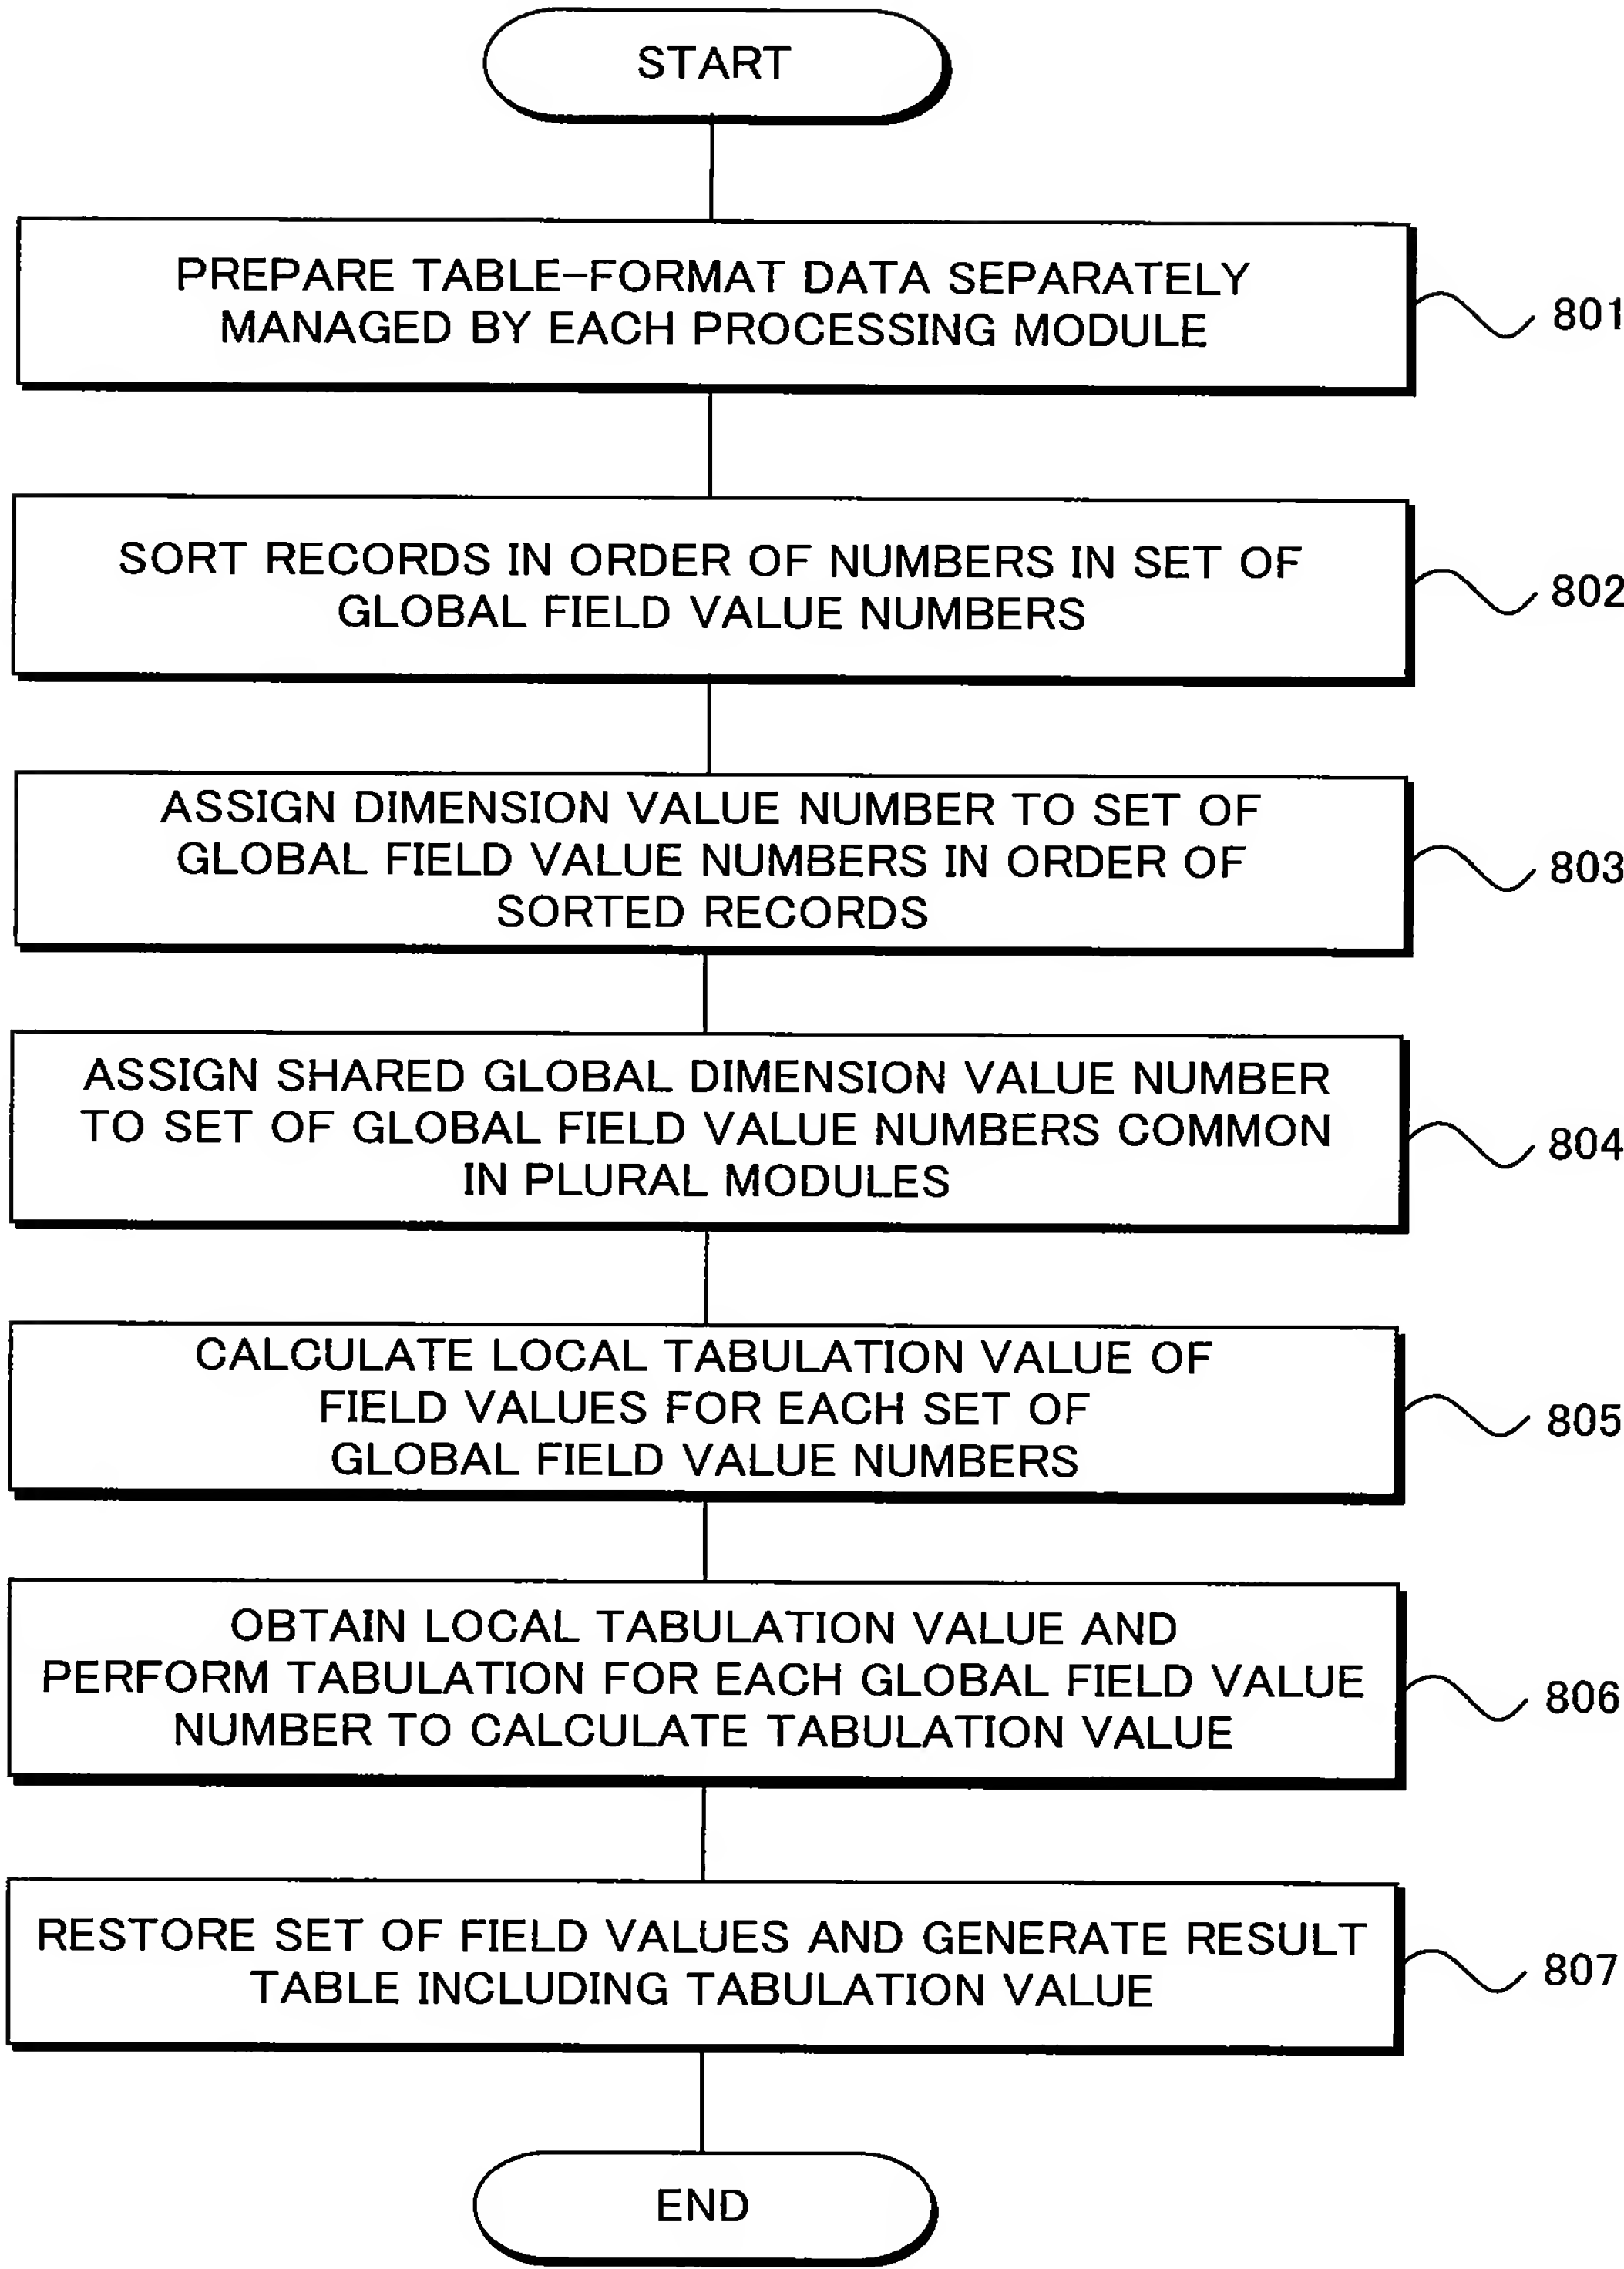 START
PREPARE TABLE-FORMAT DATA SEPARATELY
MANAGED BY EACH PROCESSING MODULE
801
SORT RECORDS IN ORDER OF NUMBERS IN SET OF
GLOBAL FIELD VALUE NUMBERS
802
ASSIGN DIMENSION VALUE NUMBER TO SET OF
GLOBAL FIELD VALUE NUMBERS IN ORDER OF
SORTED RECORDS
803
ASSIGN SHARED GLOBAL DIMENSION VALUE NUMBER
TO SET OF GLOBAL FIELD VALUE NUMBERS COMMON
IN PLURAL MODULES
804
CALCULATE LOCAL TABULATION VALUE OF
FIELD VALUES FOR EACH SET OF
GLOBAL FIELD VALUE NUMBERS
805
OBTAIN LOCAL TABULATION VALUE AND
PERFORM TABULATION FOR EACH GLOBAL FIELD VALUE
NUMBER TO CALCULATE TABULATION VALUE
806
RESTORE SET OF FIELD VALUES AND GENERATE RESULT
TABLE INCLUDING TABULATION VALUE
807
END